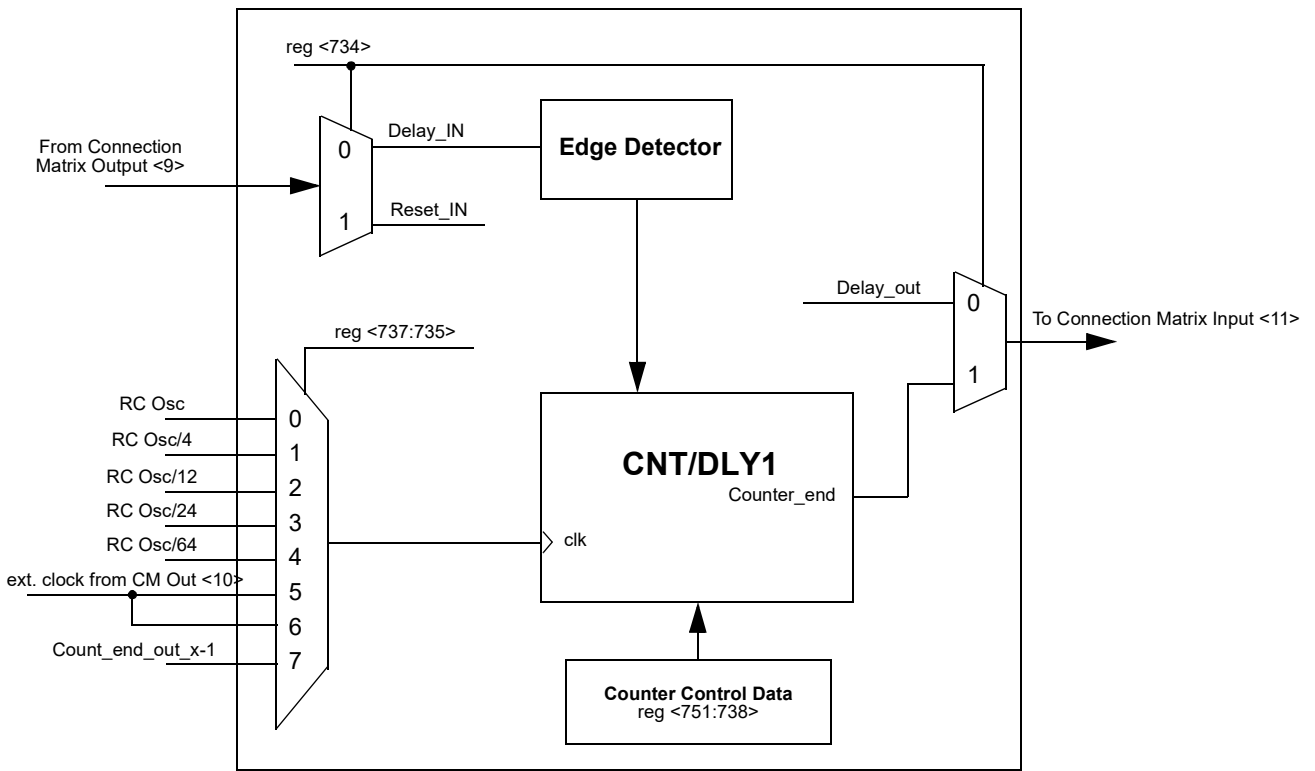 reg <734>
From Connection
Matrix Output <9>
0
1
Delay_IN
Reset_IN
Edge Detector
Delay_out
0
1
To Connection Matrix Input <11>
reg <737:735>
RC Osc
0
RC Osc/4
1
RC Osc/12
2
RC Osc/24
3
RC Osc/64
4
ext. clock from CM Out <10>
5
6
Count_end_out_x-1
7
CNT/DLY1
Counter_end
clk
Counter Control Data
reg <751:738>